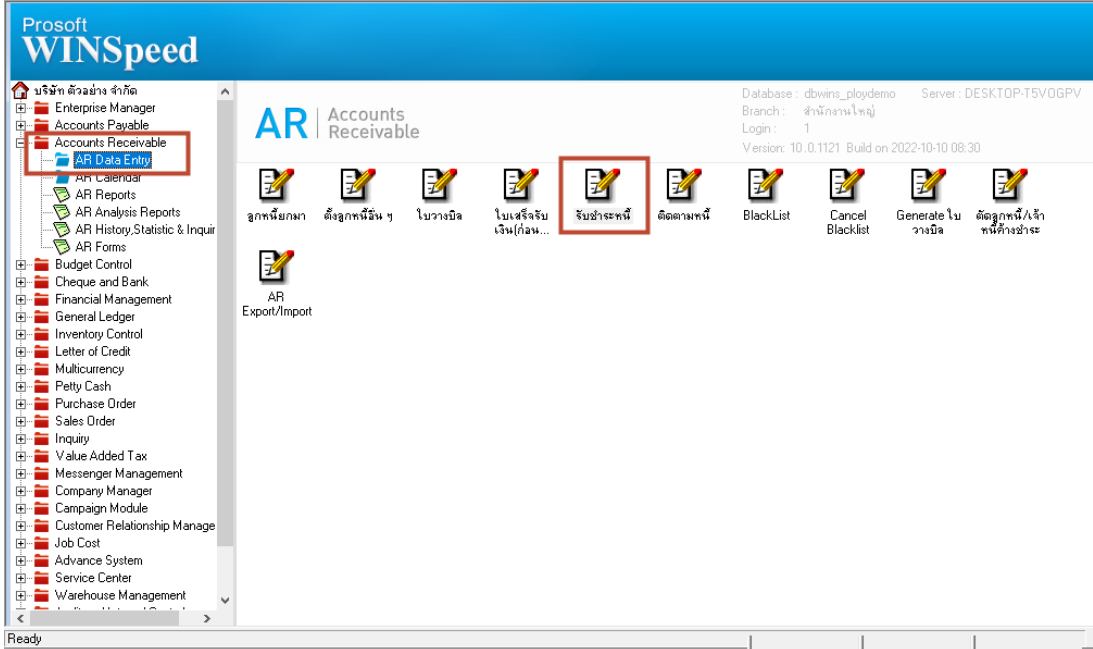 Prosoft
WINSpeed
บริษัท ตัวอย่าง จำกัด
Enterprise Manager
Accounts Payable
Accounts Receivable
AR Data Entry
AR Calendar
AR Reports
AR Analysis Reports
AR History,Statistic & Inquir
AR Forms
Budget Control
Cheque and Bank
Financial Management
General Ledger
Inventory Control
Letter of Credit
Multicurrency
Petty Cash
Purchase Order
Sales Order
Inquiry
Value Added Tax
Messenger Management
Company Manager
Campaign Module
Customer Relationship Manage
Job Cost
Advance System
Service Center
Warehouse Management
AR Accounts
Receivable
Database : dbwins_ploydemo Server : DESKTOP-T5VOGPV
Branch : สำนักงานใหญ่
Login : 1
Version: 10.0.1121 Build on 2022-10-10 08:30
ลูกหนี้ยกมา ตั้งลูกหนี้อื่น ๆ ใบวางบิล ใบเสร็จรับ รับชำระหนี้ ติดตามหนี้ BlackList Cancel Generate ใบ ตัดลูกหนี้/เจ้า
เงิน(ก่อน... Blacklist วางบิล หนี้ค้างชำระ
AR
Export/Import
Ready